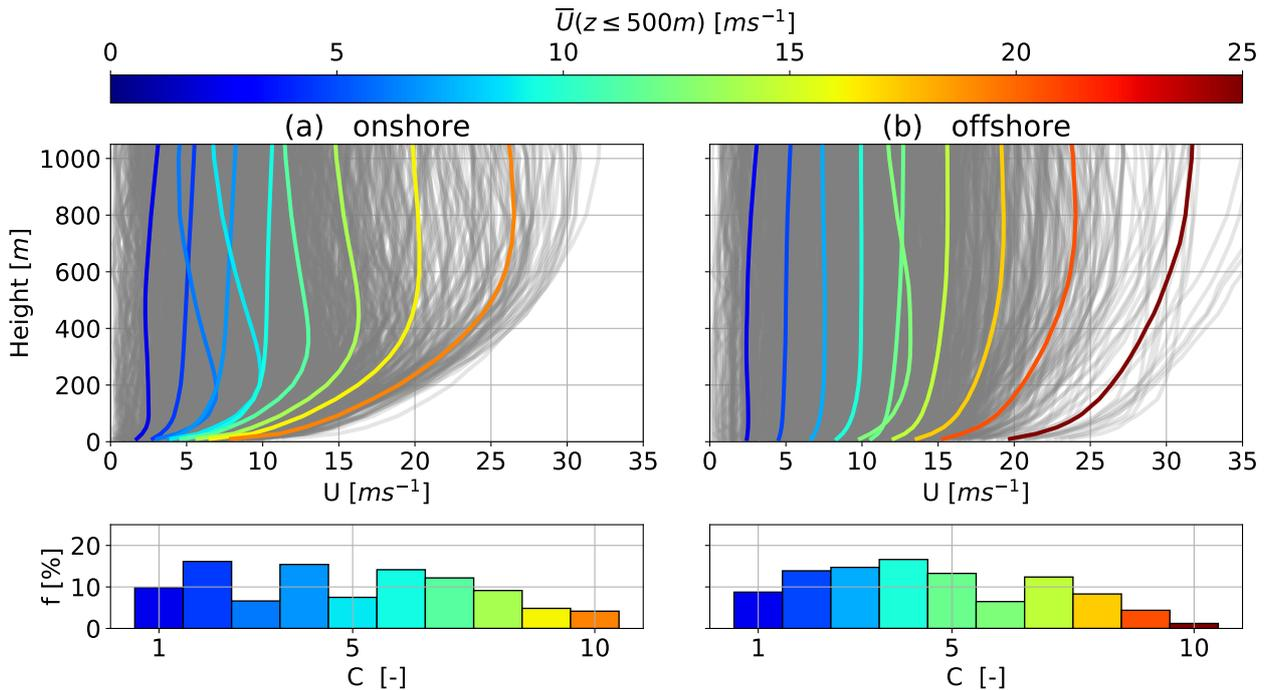 U̅(z ≤ 500m) [ms⁻¹]
0 5 10 15 20 25
(a) onshore (b) offshore
Height [m]
1000
800
600
400
200
0
0 5 10 15 20 25 30 35 0 5 10 15 20 25 30 35
U [ms⁻¹] U [ms⁻¹]
f [%]
20
10
0
1 5 10 1 5 10
C [-] C [-]